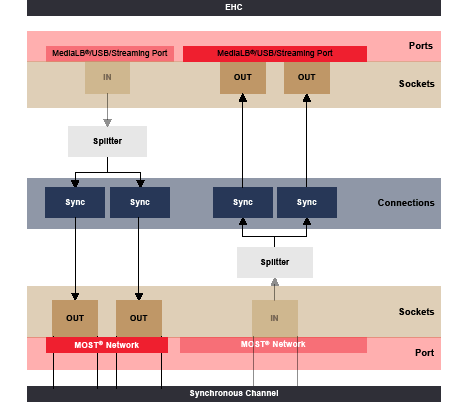 EHC
Ports
MediaLB®/USB/Streaming Port
MediaLB®/USB/Streaming Port
Sockets
IN
OUT
OUT
Splitter
Sync
Sync
Sync
Sync
Connections
Splitter
Sockets
OUT
OUT
IN
MOST® Network
MOST® Network
Port
Synchronous Channel